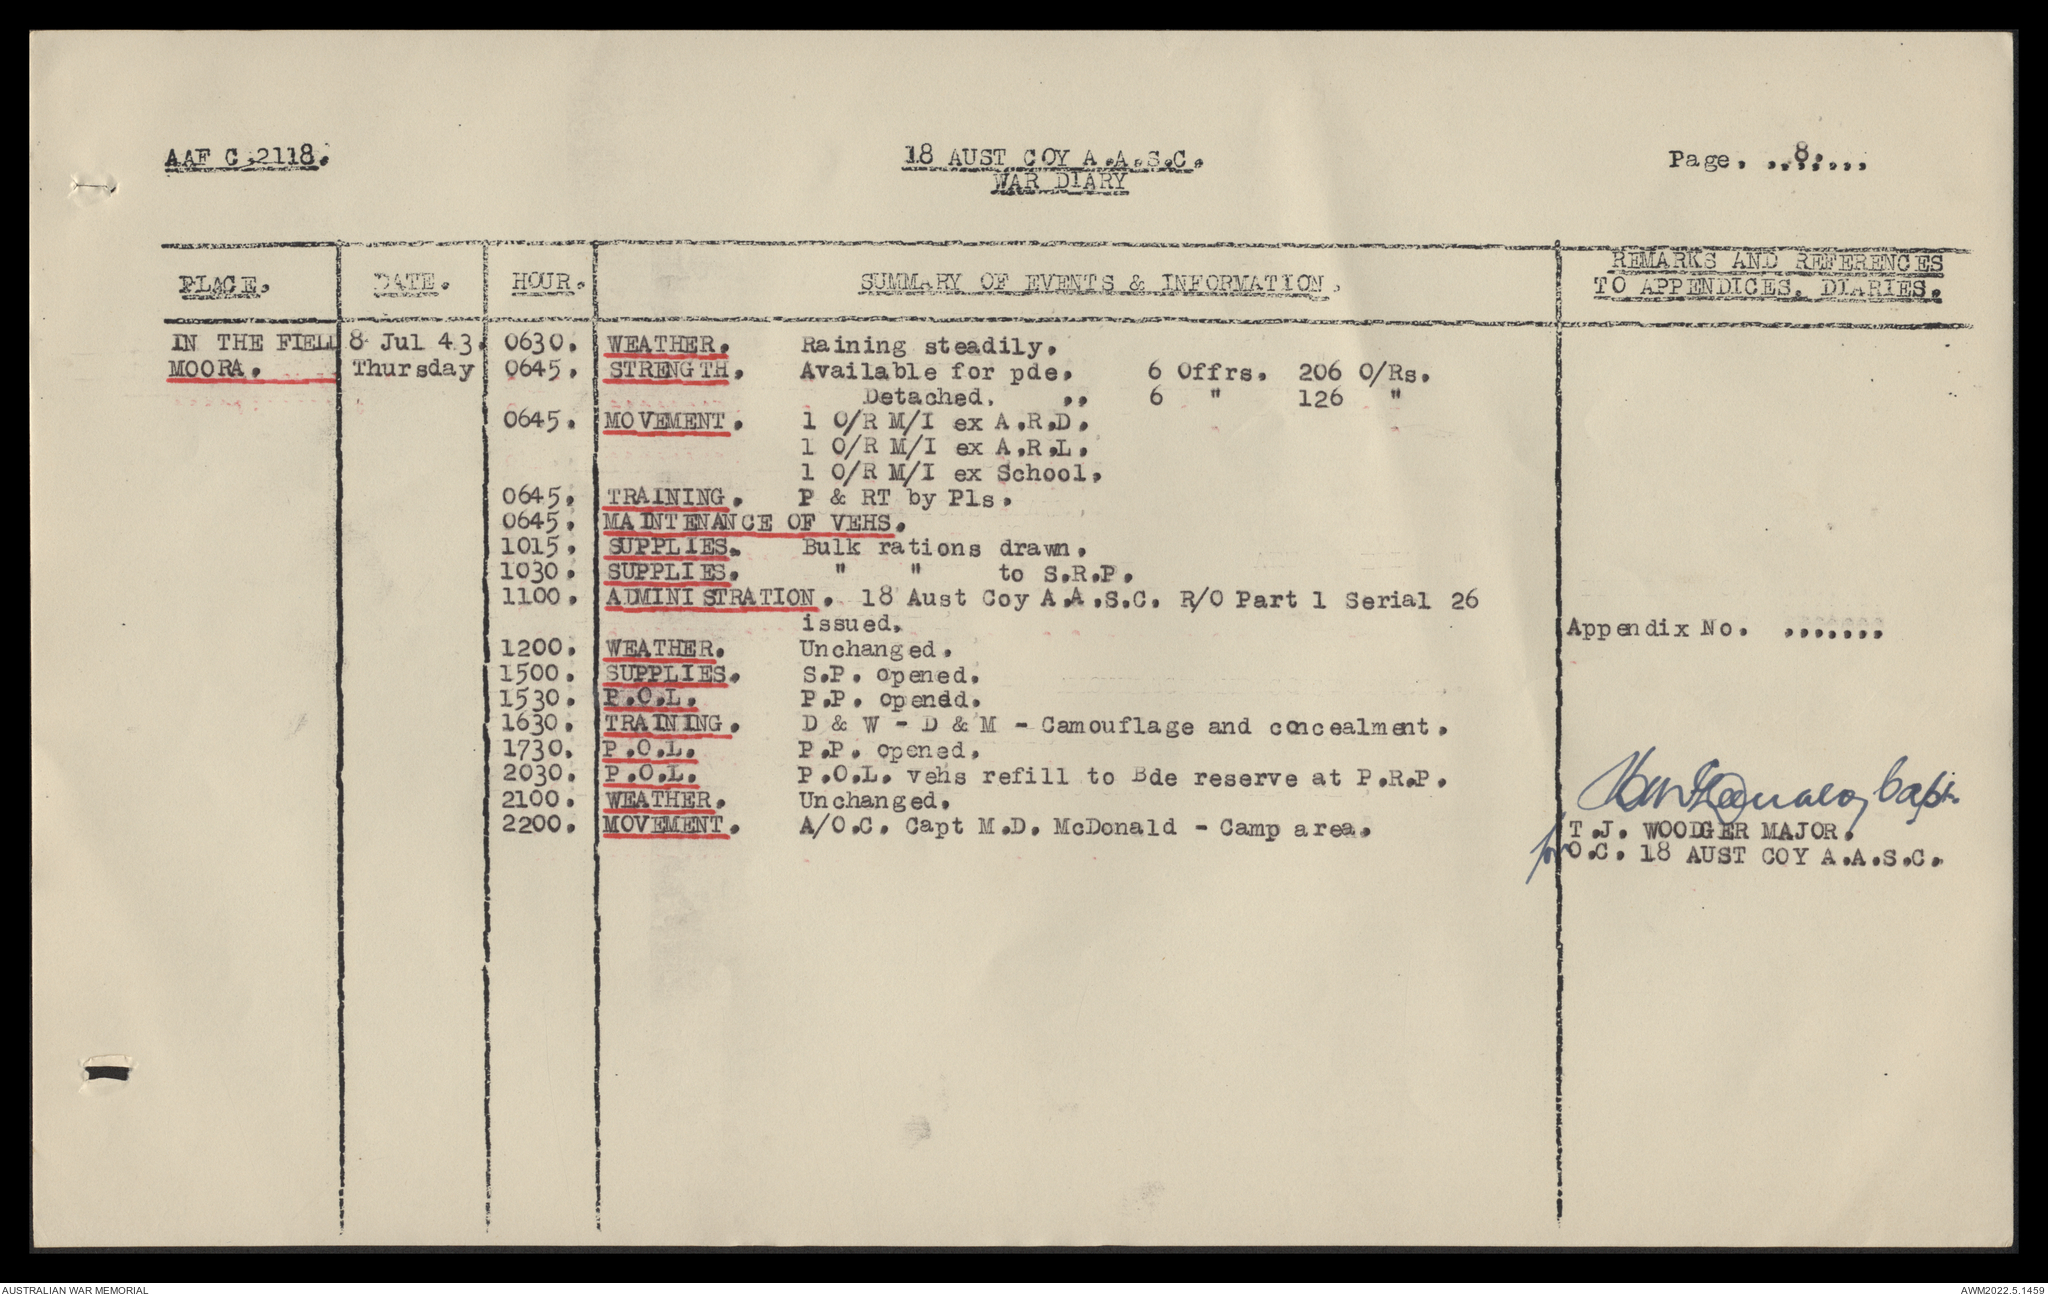 AAF C.2118.
18 AUST COY A.A.S.C.
WAR DIARY
Page. ..8....
PLACE. DATE. HOUR. SUMMARY OF EVENTS & INFORMATION. REMARKS AND REFERENCES
TO APPENDICES, DIARIES.
IN THE FIELD 8 Jul 43. 0630. WEATHER. Raining steadily.
MOORA. Thursday 0645. STRENGTH. Available for pde. 6 Offrs. 206 O/Rs.
Detached. ,, 6 " 126 "
0645. MOVEMENT. 1 O/R M/I ex A.R.D.
1 O/R M/I ex A.R.L.
1 O/R M/I ex School.
0645. TRAINING. P & RT by Pls.
0645. MAINTENANCE OF VEHS.
1015. SUPPLIES. Bulk rations drawn.
1030. SUPPLIES. " " to S.R.P.
1100. ADMINISTRATION. 18 Aust Coy A.A.S.C. R/O Part 1 Serial 26
issued. Appendix No. .......
1200. WEATHER. Unchanged.
1500. SUPPLIES. S.P. opened.
1530. P.O.L. P.P. opened.
1630. TRAINING. D & W - D & M - Camouflage and concealment.
1730. P.O.L. P.P. opened.
2030. P.O.L. P.O.L. vehs refill to Bde reserve at P.R.P.
2100. WEATHER. Unchanged.
2200. MOVEMENT. A/O.C. Capt M.D. McDonald - Camp area.
Capt.
T.J. WOODGER MAJOR.
for O.C. 18 AUST COY A.A.S.C.
AUSTRALIAN WAR MEMORIAL
AWM2022.5.1459